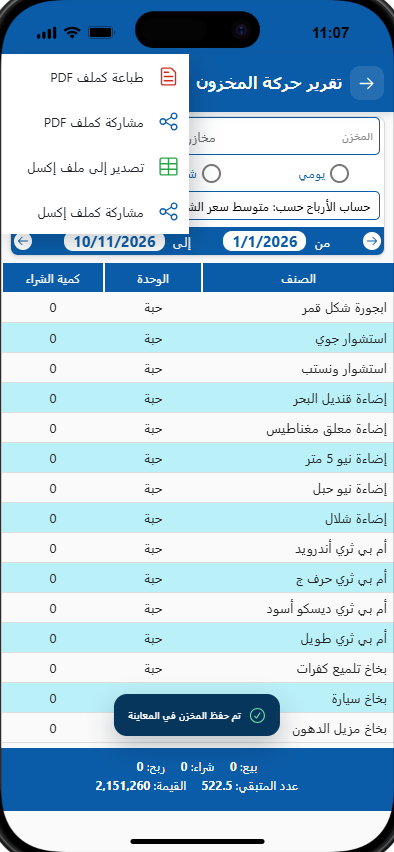 11:07
تقرير حركة المخزون
طباعة كملف PDF
مشاركة كملف PDF
تصدير إلى ملف إكسل
مشاركة كملف إكسل
المخزن
يومي
حساب الأرباح حسب: متوسط سعر
من 1/1/2026 إلى 10/11/2026
الصنف الوحدة كمية الشراء
ابجورة شكل قمر حبة 0
استشوار جوي حبة 0
استشوار ونستب حبة 0
إضاءة قنديل البحر حبة 0
إضاءة معلق مغناطيس حبة 0
إضاءة نيو 5 متر حبة 0
إضاءة نيو حبل حبة 0
إضاءة شلال حبة 0
أم بي ثري أندرويد حبة 0
أم بي ثري حرف ج حبة 0
أم بي ثري ديسكو أسود حبة 0
أم بي ثري طويل حبة 0
بخاخ تلميع كفرات حبة 0
بخاخ سيارة 0
بخاخ مزيل الدهون 0
تم حفظ المخزن في المعاينة
بيع: 0 شراء: 0 ربح: 0
عدد المتبقي: 522.5 القيمة: 2,151,260